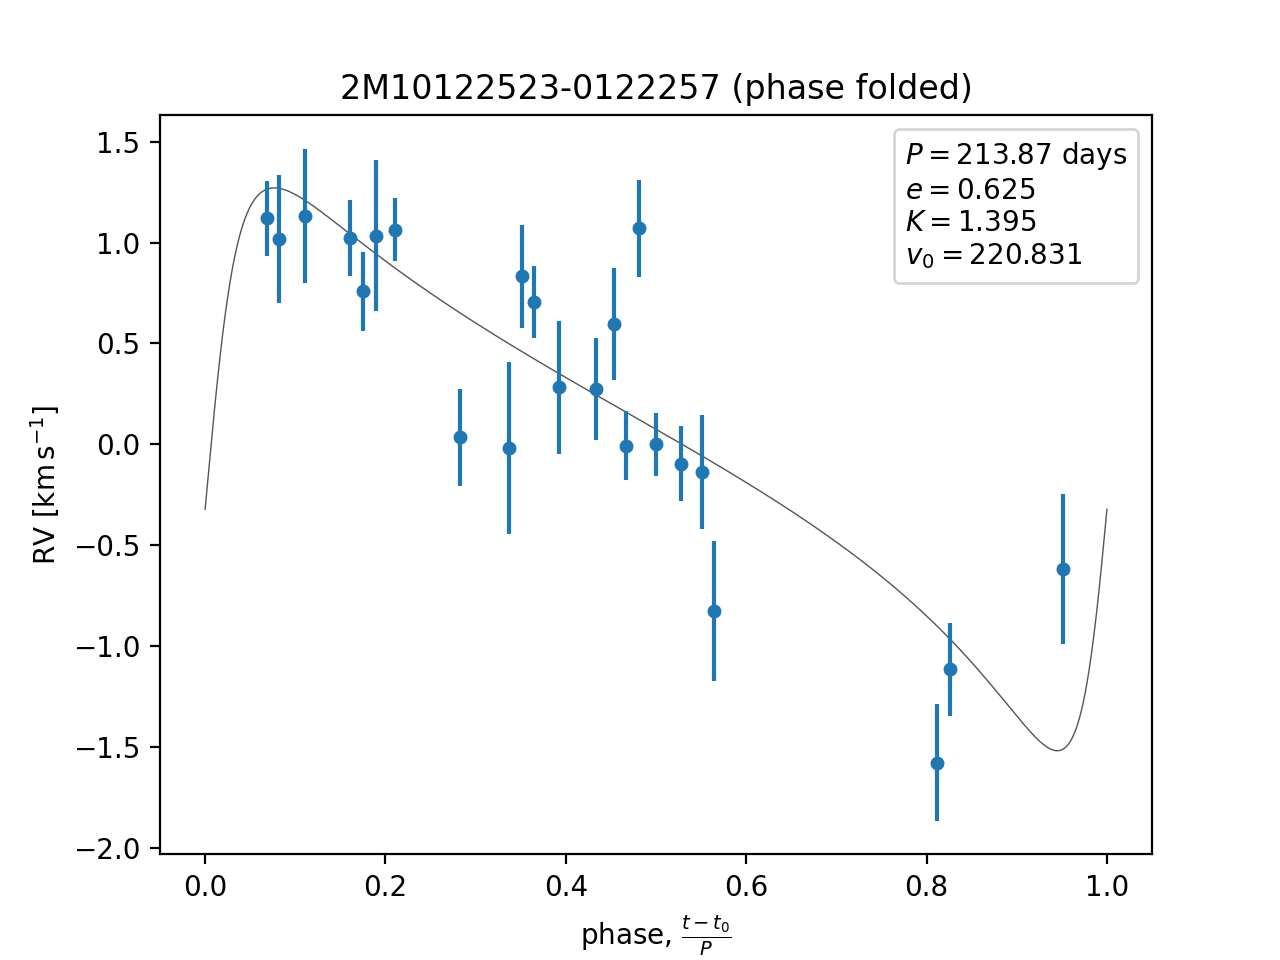 2M10122523-0122257 (phase folded)
P = 213.87 days
e = 0.625
K = 1.395
v₀ = 220.831
RV [km s⁻¹]
1.5
1.0
0.5
0.0
−0.5
−1.0
−1.5
−2.0
0.0 0.2 0.4 0.6 0.8 1.0
phase, (t − t₀)/P